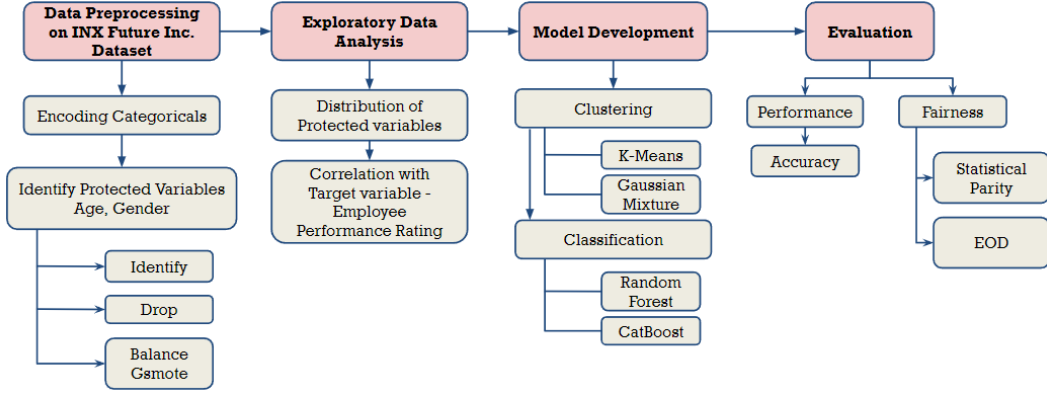 Data Preprocessing
on INX Future Inc.
Dataset
Encoding Categoricals
Identify Protected Variables
Age, Gender
Identify
Drop
Balance
Gsmote
Exploratory Data
Analysis
Distribution of
Protected variables
Correlation with
Target variable -
Employee
Performance Rating
Model Development
Clustering
K-Means
Gaussian
Mixture
Classification
Random
Forest
CatBoost
Evaluation
Performance
Accuracy
Fairness
Statistical
Parity
EOD